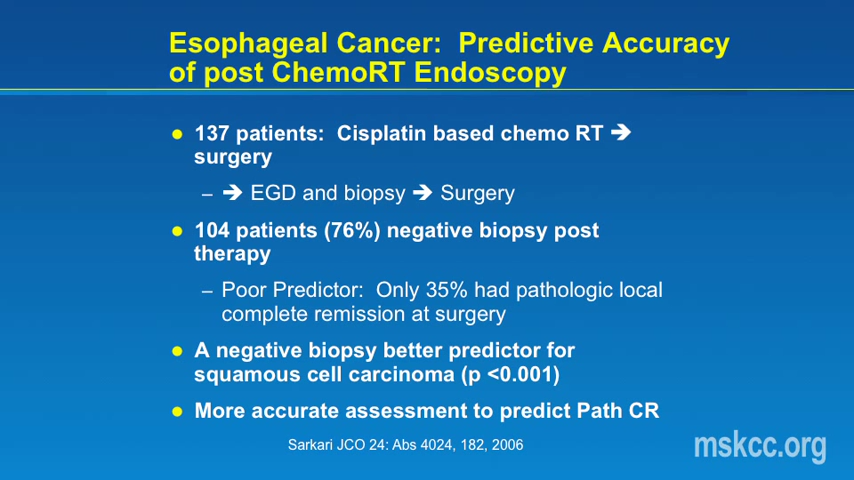 Esophageal Cancer:  Predictive Accuracy
of post ChemoRT Endoscopy
● 137 patients:  Cisplatin based chemo RT ➔
surgery
– ➔ EGD and biopsy ➔ Surgery
● 104 patients (76%) negative biopsy post
therapy
– Poor Predictor:  Only 35% had pathologic local
complete remission at surgery
● A negative biopsy better predictor for
squamous cell carcinoma (p <0.001)
● More accurate assessment to predict Path CR
Sarkari JCO 24: Abs 4024, 182, 2006
mskcc.org